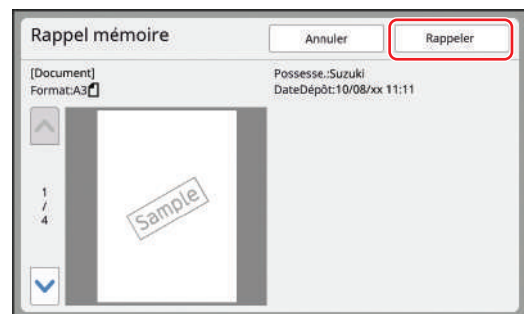 Rappel mémoire
Annuler
Rappeler
[Document]
Format:A3
Possesse.:Suzuki
DateDépôt:10/08/xx 11:11
1
/
4
Sample